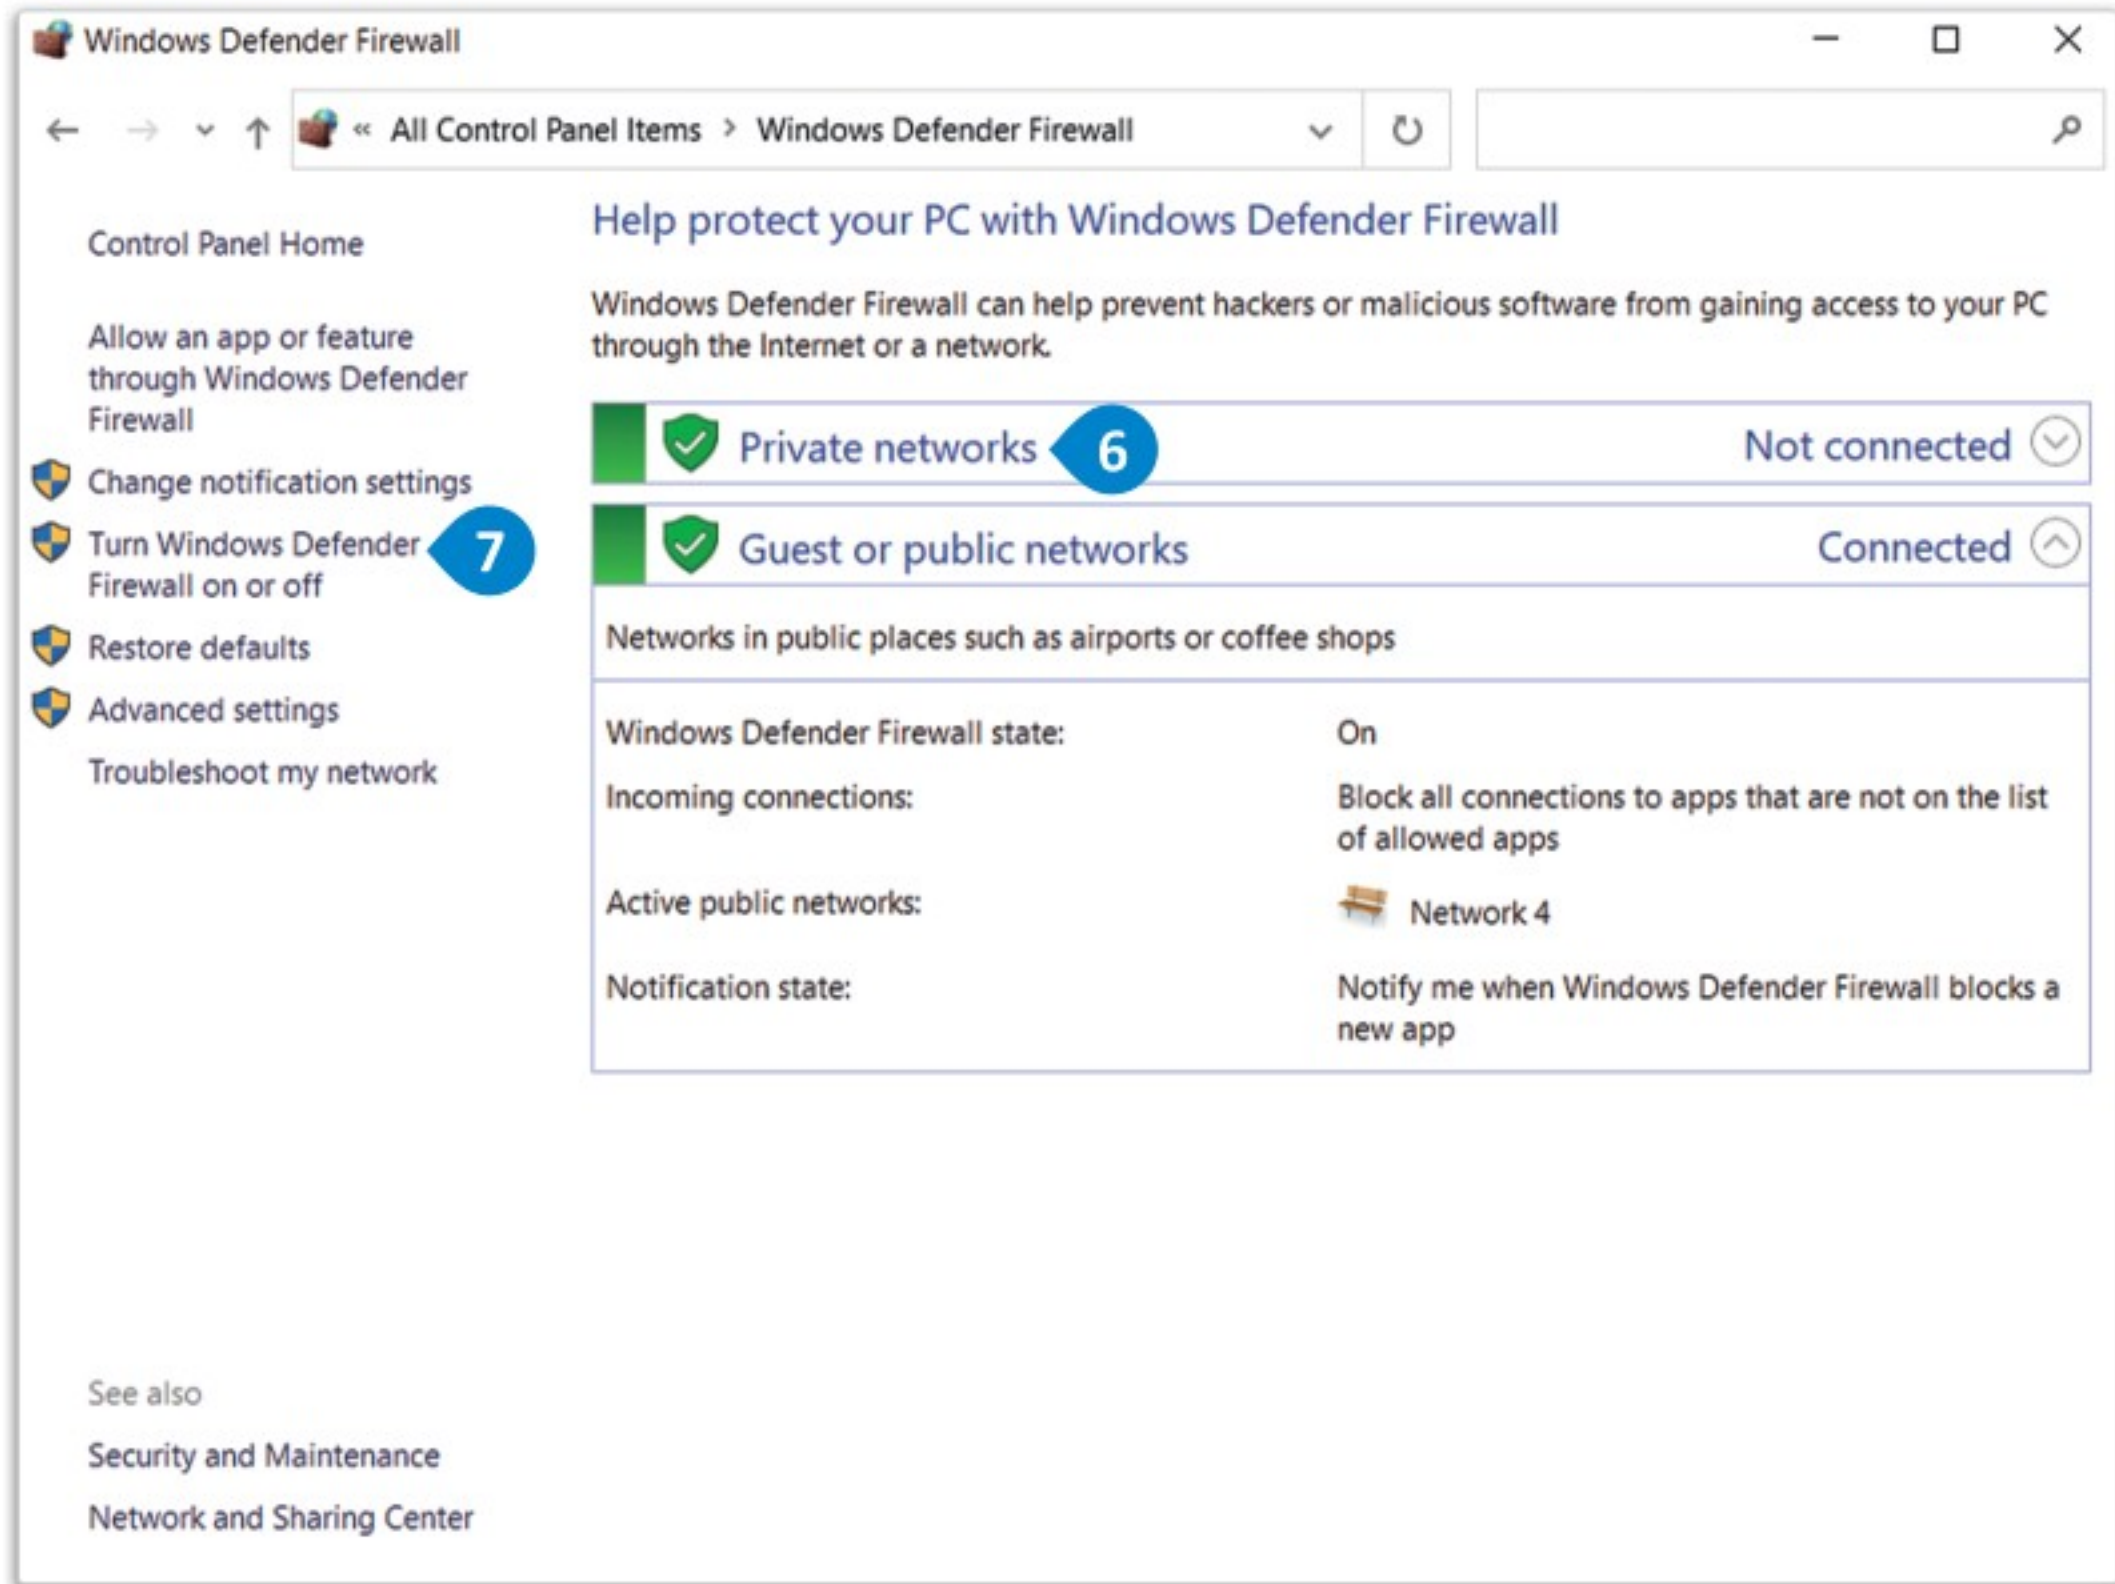 Windows Defender Firewall
« All Control Panel Items > Windows Defender Firewall
Control Panel Home
Allow an app or feature
through Windows Defender
Firewall
Change notification settings
Turn Windows Defender
Firewall on or off
7
Restore defaults
Advanced settings
Troubleshoot my network
See also
Security and Maintenance
Network and Sharing Center
Help protect your PC with Windows Defender Firewall
Windows Defender Firewall can help prevent hackers or malicious software from gaining access to your PC
through the Internet or a network.
Private networks 6 Not connected
Guest or public networks Connected
Networks in public places such as airports or coffee shops
Windows Defender Firewall state: On
Incoming connections: Block all connections to apps that are not on the list
of allowed apps
Active public networks: Network 4
Notification state: Notify me when Windows Defender Firewall blocks a
new app